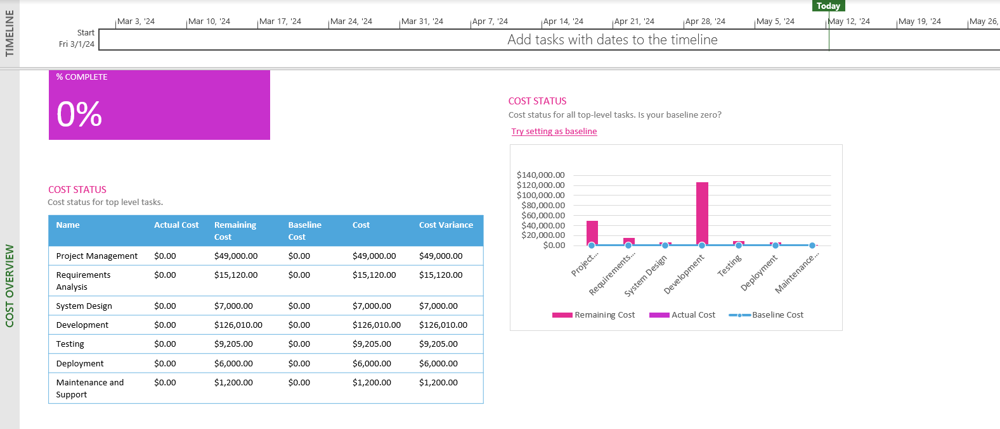 TIMELINE
Today
Mar 3, '24 Mar 10, '24 Mar 17, '24 Mar 24, '24 Mar 31, '24 Apr 7, '24 Apr 14, '24 Apr 21, '24 Apr 28, '24 May 5, '24 May 12, '24 May 19, '24 May 26,
Start
Fri 3/1/24
Add tasks with dates to the timeline
COST OVERVIEW
% COMPLETE
0%
COST STATUS
Cost status for top level tasks.
Name Actual Cost Remaining Cost Baseline Cost Cost Cost Variance
Project Management $0.00 $49,000.00 $0.00 $49,000.00 $49,000.00
Requirements Analysis $0.00 $15,120.00 $0.00 $15,120.00 $15,120.00
System Design $0.00 $7,000.00 $0.00 $7,000.00 $7,000.00
Development $0.00 $126,010.00 $0.00 $126,010.00 $126,010.00
Testing $0.00 $9,205.00 $0.00 $9,205.00 $9,205.00
Deployment $0.00 $6,000.00 $0.00 $6,000.00 $6,000.00
Maintenance and Support $0.00 $1,200.00 $0.00 $1,200.00 $1,200.00
COST STATUS
Cost status for all top-level tasks. Is your baseline zero?
Try setting as baseline
$140,000.00
$120,000.00
$100,000.00
$80,000.00
$60,000.00
$40,000.00
$20,000.00
$0.00
Project...
Requirements...
System Design
Development
Testing
Deployment
Maintenance...
Remaining Cost Actual Cost Baseline Cost